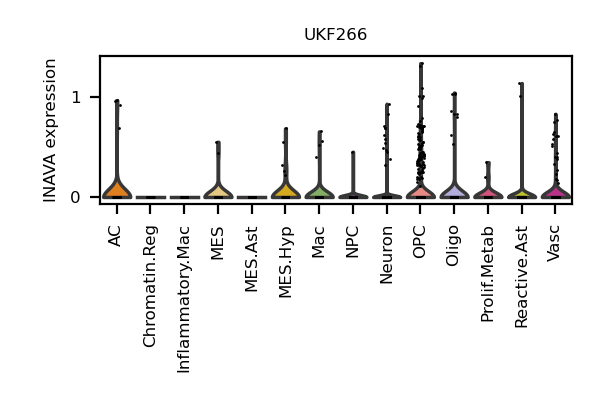 UKF266
INAVA expression
1
0
AC
Chromatin.Reg
Inflammatory.Mac
MES
MES.Ast
MES.Hyp
Mac
NPC
Neuron
OPC
Oligo
Prolif.Metab
Reactive.Ast
Vasc